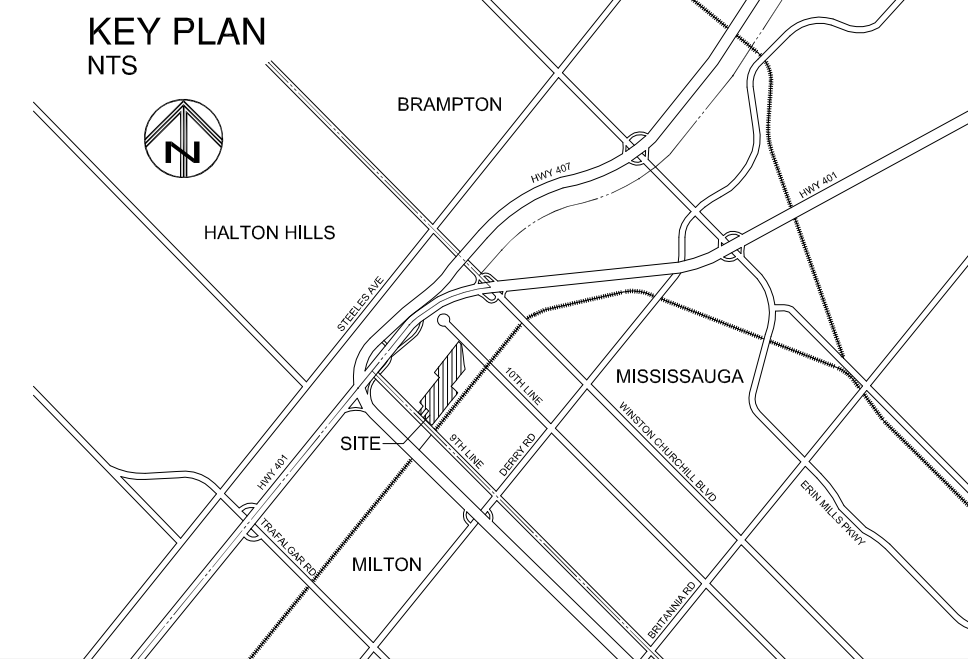 KEY PLAN
NTS
N
BRAMPTON
HWY 407
HWY 401
HALTON HILLS
STEELES AVE
MISSISSAUGA
10TH LINE
WINSTON CHURCHILL BLVD
SITE
9TH LINE
DERRY RD
HWY 401
TRAFALGAR RD
ERIN MILLS PKWY
MILTON
BRITANNIA RD